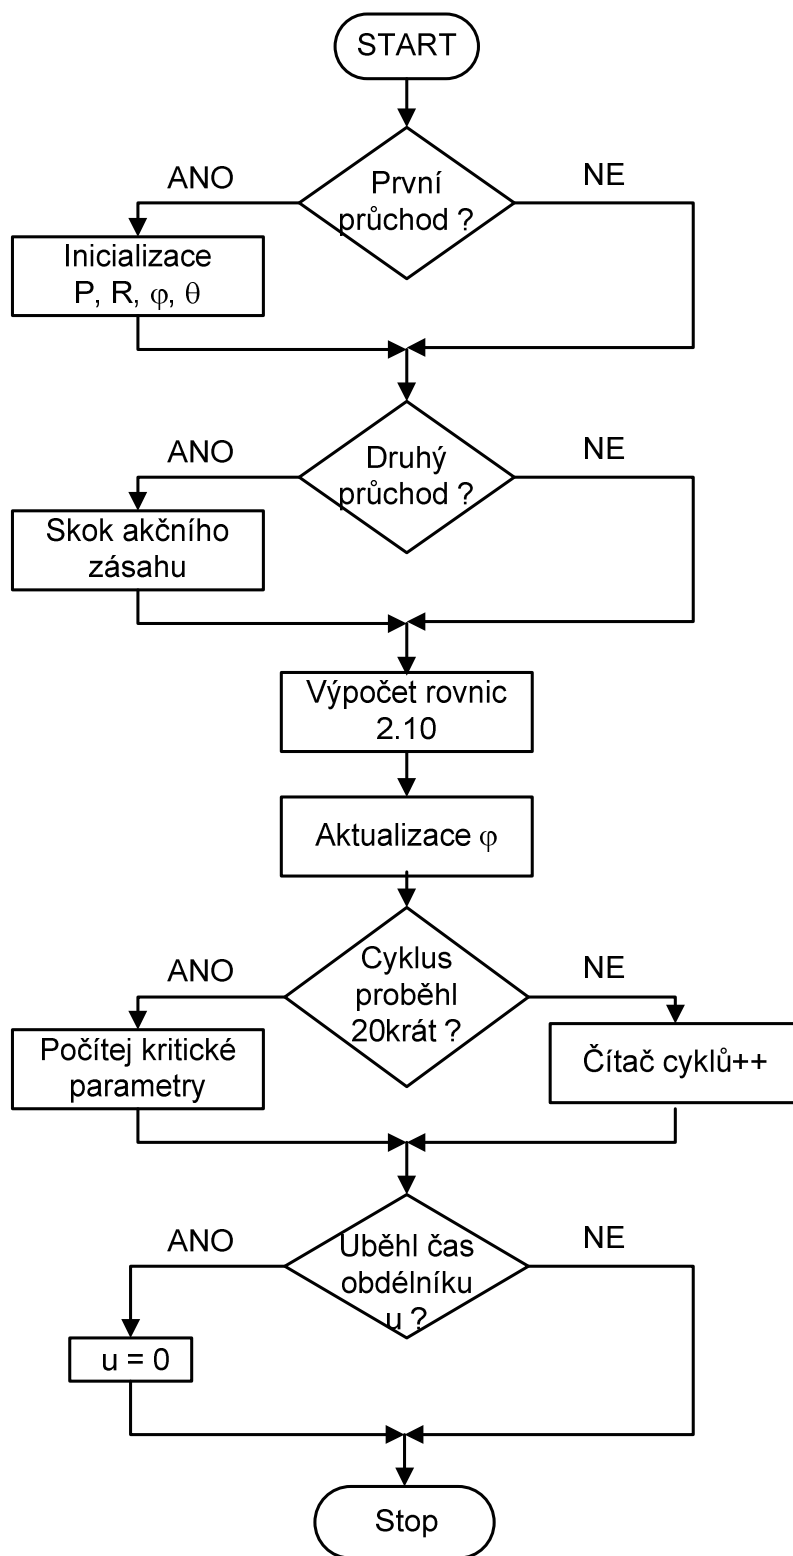 START
ANO
První
průchod ?
NE
Inicializace
P, R, φ, θ
ANO
Druhý
průchod ?
NE
Skok akčního
zásahu
Výpočet rovnic
2.10
Aktualizace φ
ANO
Cyklus
proběhl
20krát ?
NE
Počítej kritické
parametry
Čítač cyklů++
ANO
Uběhl čas
obdélníku
u ?
NE
u = 0
Stop